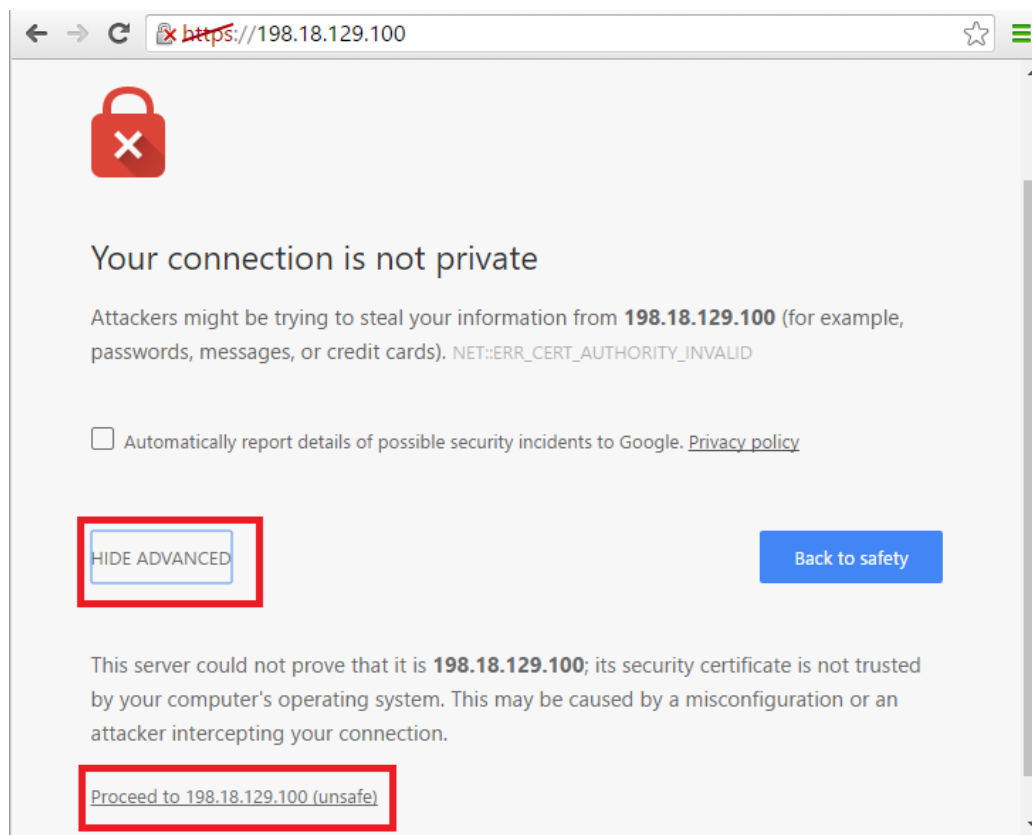 https://198.18.129.100
Your connection is not private
Attackers might be trying to steal your information from 198.18.129.100 (for example,
passwords, messages, or credit cards). NET::ERR_CERT_AUTHORITY_INVALID
Automatically report details of possible security incidents to Google. Privacy policy
HIDE ADVANCED
Back to safety
This server could not prove that it is 198.18.129.100; its security certificate is not trusted
by your computer's operating system. This may be caused by a misconfiguration or an
attacker intercepting your connection.
Proceed to 198.18.129.100 (unsafe)